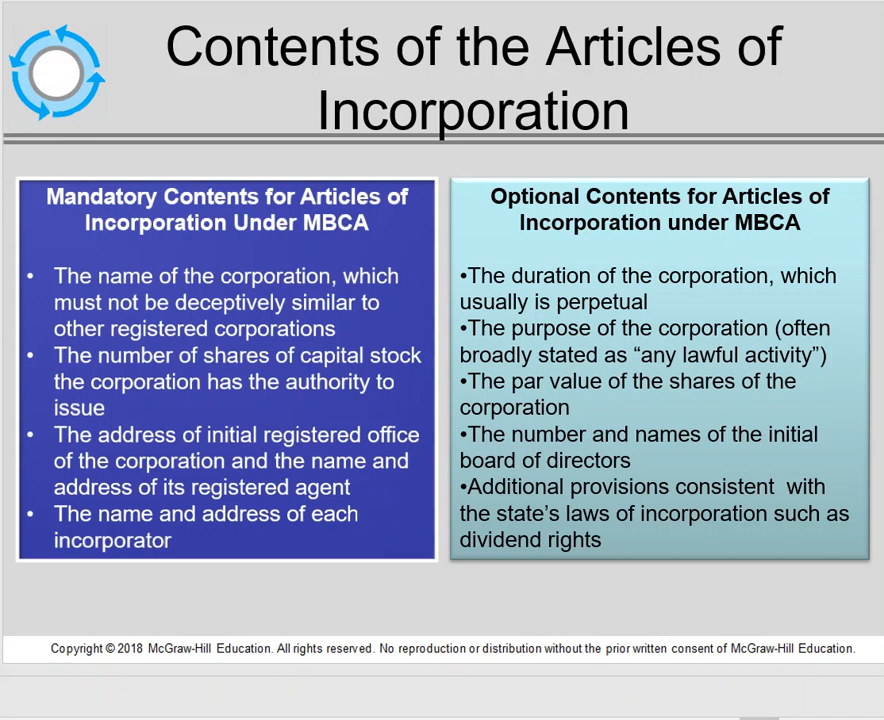 Contents of the Articles of
Incorporation
Mandatory Contents for Articles of
Incorporation Under MBCA
• The name of the corporation, which
must not be deceptively similar to
other registered corporations
• The number of shares of capital stock
the corporation has the authority to
issue
• The address of initial registered office
of the corporation and the name and
address of its registered agent
• The name and address of each
incorporator
Optional Contents for Articles of
Incorporation under MBCA
•The duration of the corporation, which
usually is perpetual
•The purpose of the corporation (often
broadly stated as “any lawful activity”)
•The par value of the shares of the
corporation
•The number and names of the initial
board of directors
•Additional provisions consistent  with
the state’s laws of incorporation such as
dividend rights
Copyright © 2018 McGraw-Hill Education. All rights reserved. No reproduction or distribution without the prior written consent of McGraw-Hill Education.